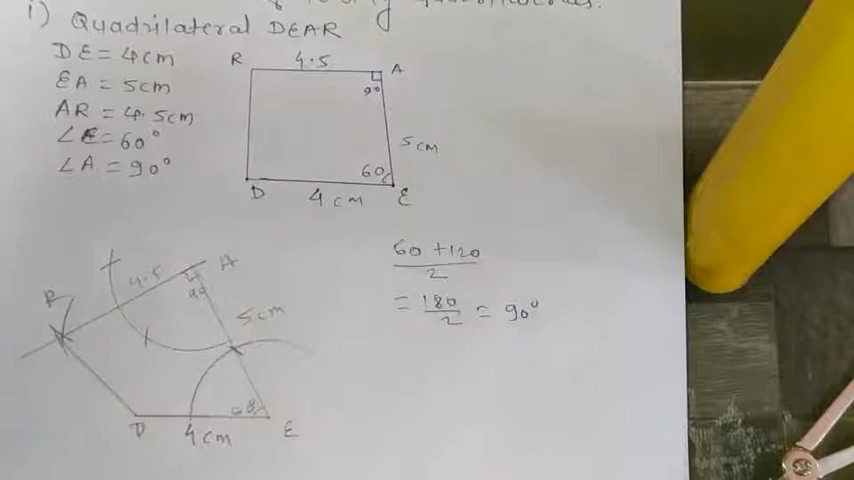 i) Quadrilateral DEAR
DE = 4cm
EA = 5cm
AR = 4.5cm
∠E = 60°
∠A = 90°
R 4.5 A
90
5cm
60
D 4cm E
60 + 120
2
= 180 = 90°
2
A
4.5
R 90
5cm
60
D 4cm E